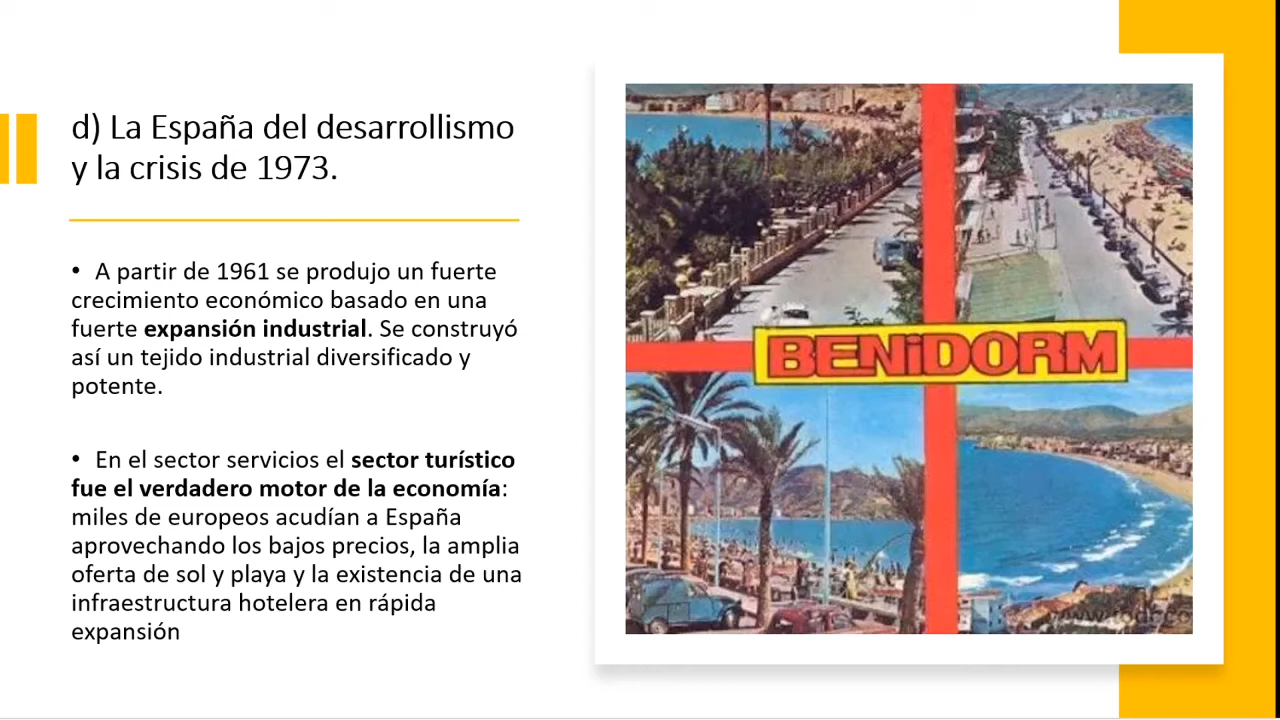 d) La España del desarrollismo
y la crisis de 1973.
• A partir de 1961 se produjo un fuerte
crecimiento económico basado en una
fuerte expansión industrial. Se construyó
así un tejido industrial diversificado y
potente.
• En el sector servicios el sector turístico
fue el verdadero motor de la economía:
miles de europeos acudían a España
aprovechando los bajos precios, la amplia
oferta de sol y playa y la existencia de una
infraestructura hotelera en rápida
expansión
BENiDORM